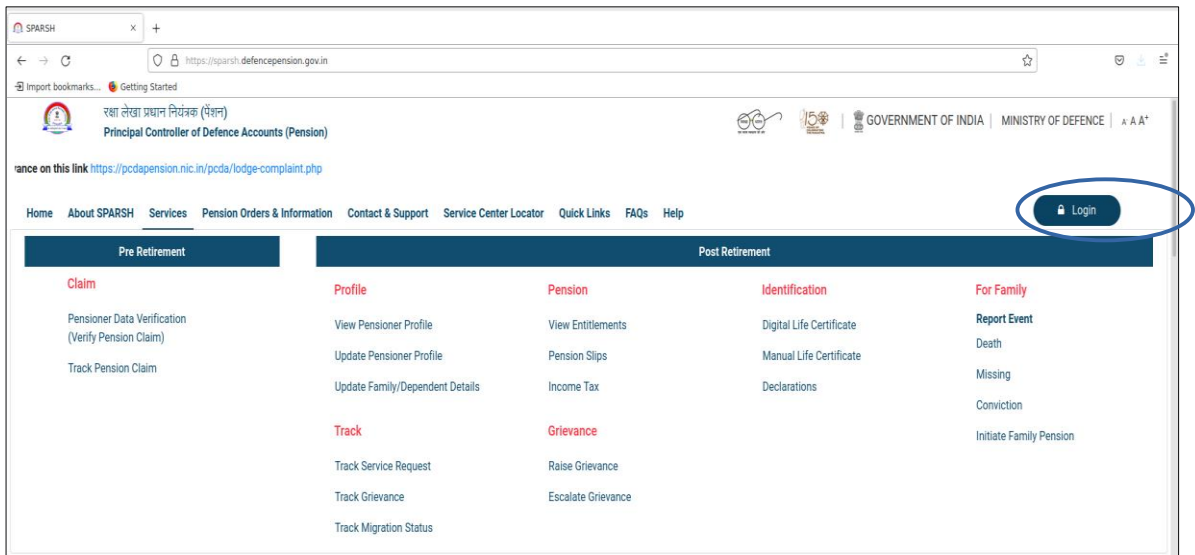 SPARSH
https://sparsh.defencepension.gov.in
Import bookmarks... Getting Started
रक्षा लेखा प्रधान नियंत्रक (पेंशन)
Principal Controller of Defence Accounts (Pension)
GOVERNMENT OF INDIA | MINISTRY OF DEFENCE | A A A+
ance on this link https://pcdapension.nic.in/pcda/lodge-complaint.php
Home About SPARSH Services Pension Orders & Information Contact & Support Service Center Locator Quick Links FAQs Help Login
Pre Retirement
Claim
Pensioner Data Verification
(Verify Pension Claim)
Track Pension Claim
Post Retirement
Profile
View Pensioner Profile
Update Pensioner Profile
Update Family/Dependent Details
Track
Track Service Request
Track Grievance
Track Migration Status
Pension
View Entitlements
Pension Slips
Income Tax
Grievance
Raise Grievance
Escalate Grievance
Identification
Digital Life Certificate
Manual Life Certificate
Declarations
For Family
Report Event
Death
Missing
Conviction
Initiate Family Pension